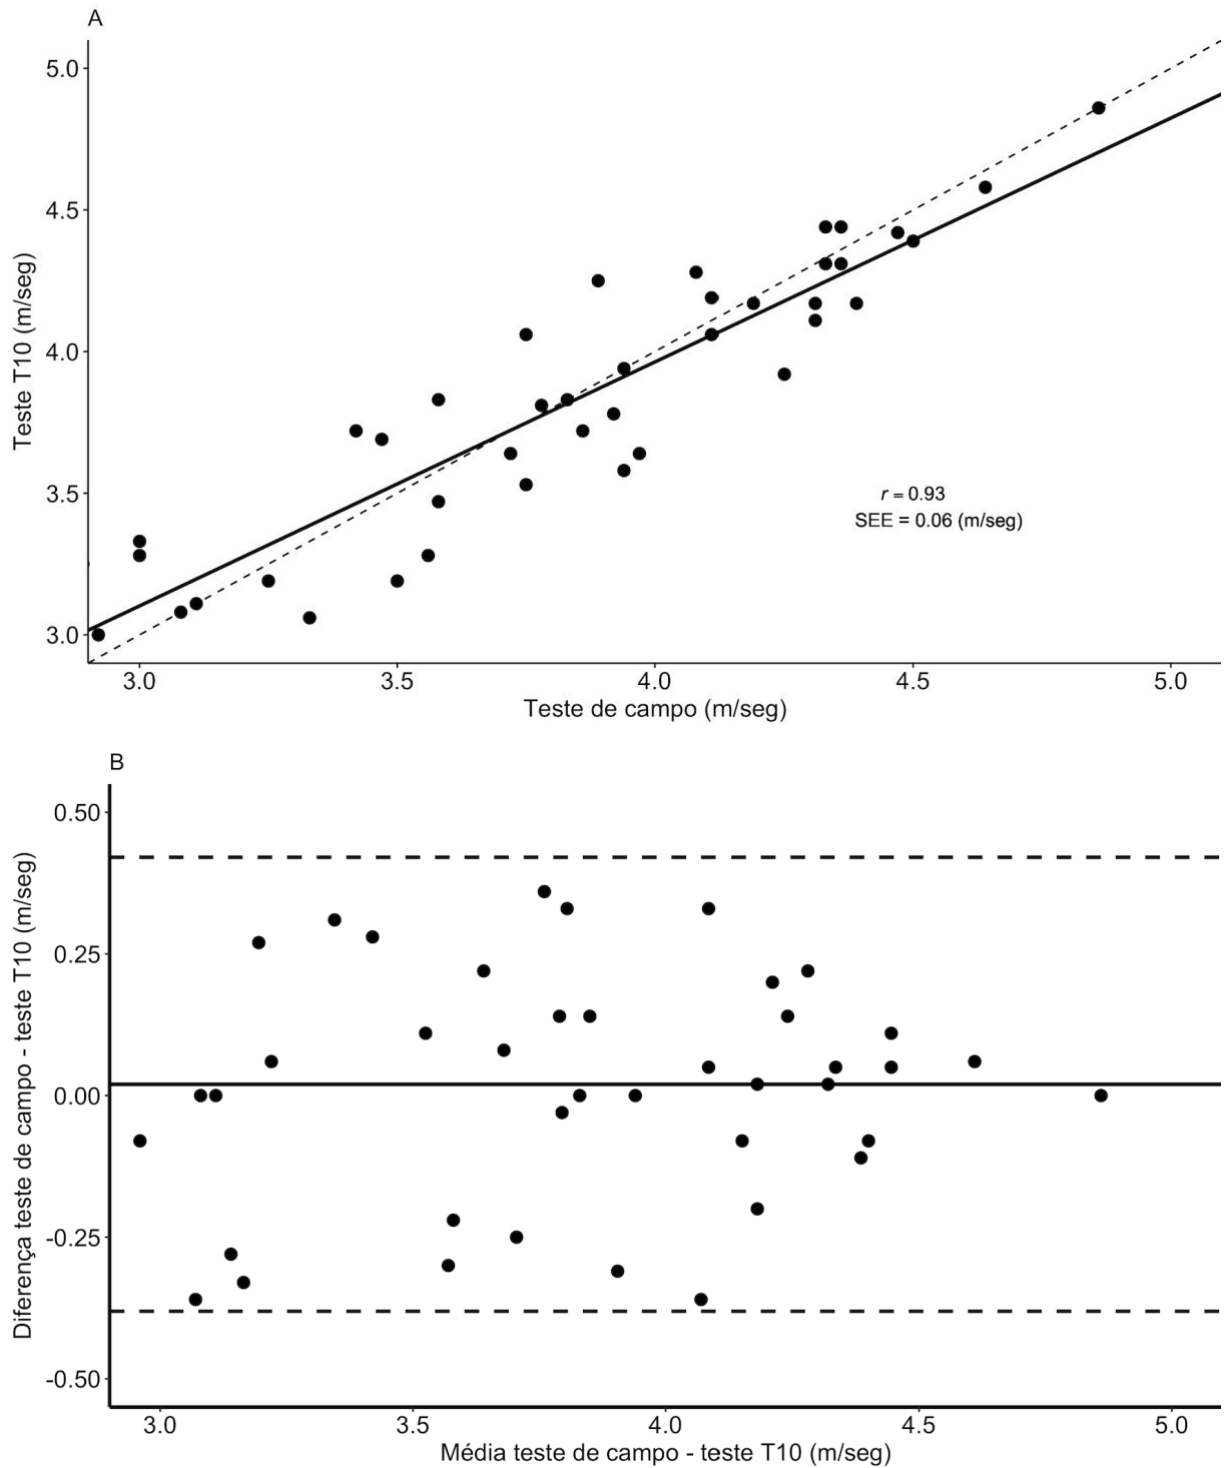 A
5.0
4.5
4.0
3.5
3.0
Teste T10 (m/seg)
r = 0.93
SEE = 0.06 (m/seg)
3.0 3.5 4.0 4.5 5.0
Teste de campo (m/seg)
B
0.50
0.25
0.00
-0.25
-0.50
Diferença teste de campo - teste T10 (m/seg)
3.0 3.5 4.0 4.5 5.0
Média teste de campo - teste T10 (m/seg)